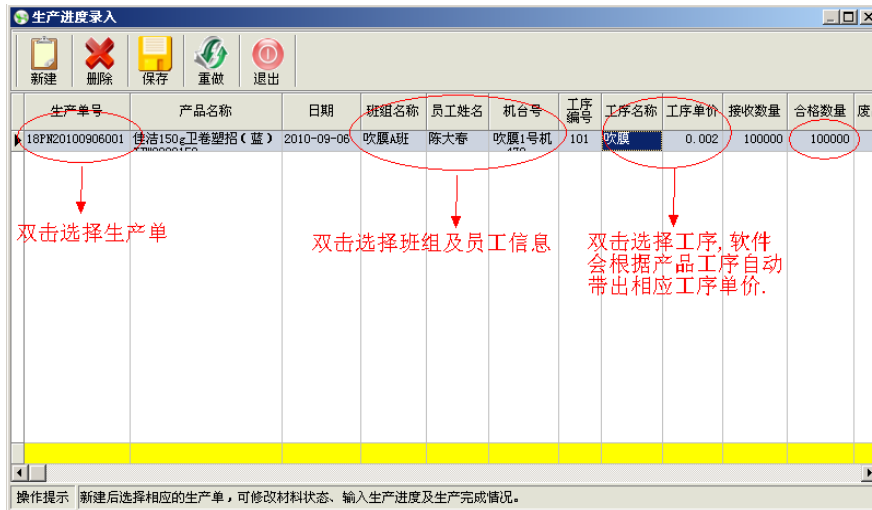 生产进度录入
新建 删除 保存 重做 退出
生产单号 产品名称 日期 班组名称 员工姓名 机台号 工序编号 工序名称 工序单价 接收数量 合格数量 废
18PN20100906001 佳洁150g卫卷塑招(蓝) 2010-09-06 吹膜A班 陈大春 吹膜1号机 101 吹膜 0.002 100000 100000
双击选择生产单
双击选择班组及员工信息
双击选择工序,软件
会根据产品工序自动
带出相应工序单价.
操作提示 新建后选择相应的生产单,可修改材料状态、输入生产进度及生产完成情况。